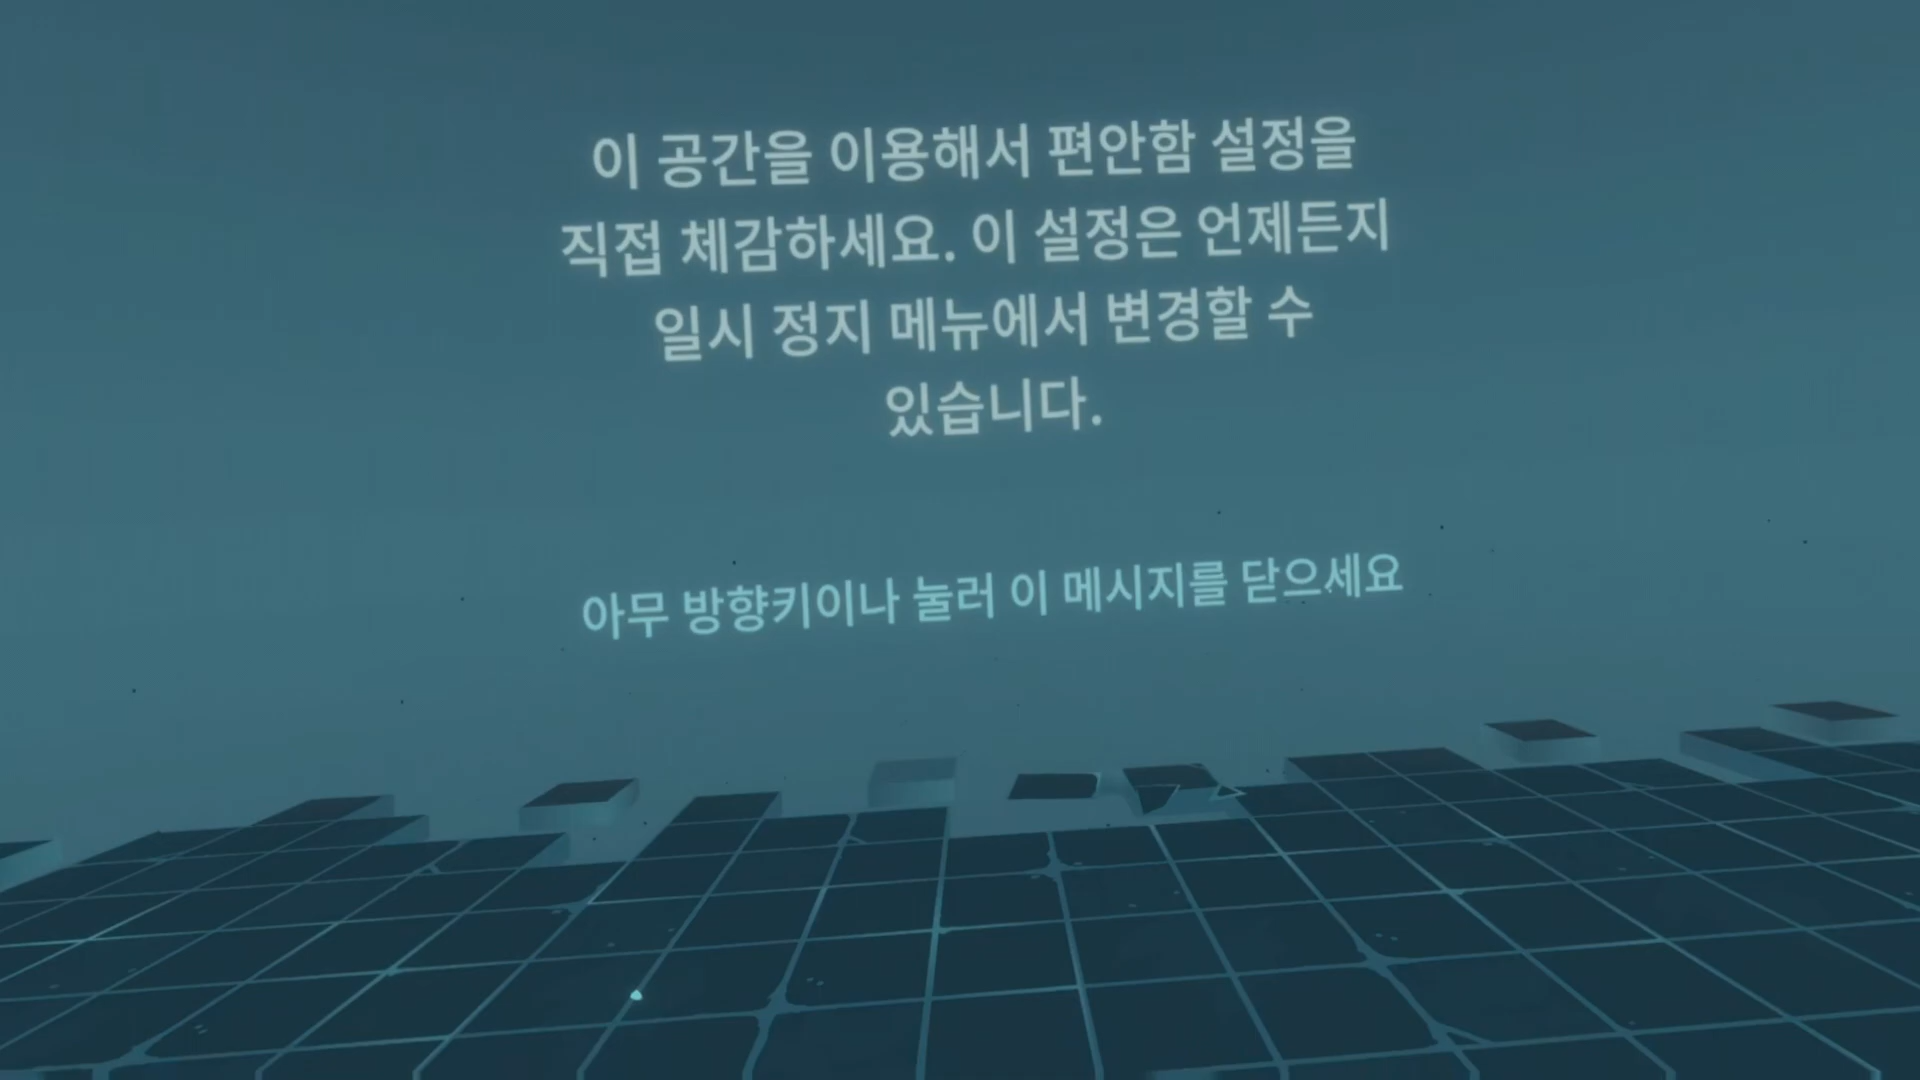 이 공간을 이용해서 편안함 설정을
직접 체감하세요. 이 설정은 언제든지
일시 정지 메뉴에서 변경할 수
있습니다.
아무 방향키이나 눌러 이 메시지를 닫으세요